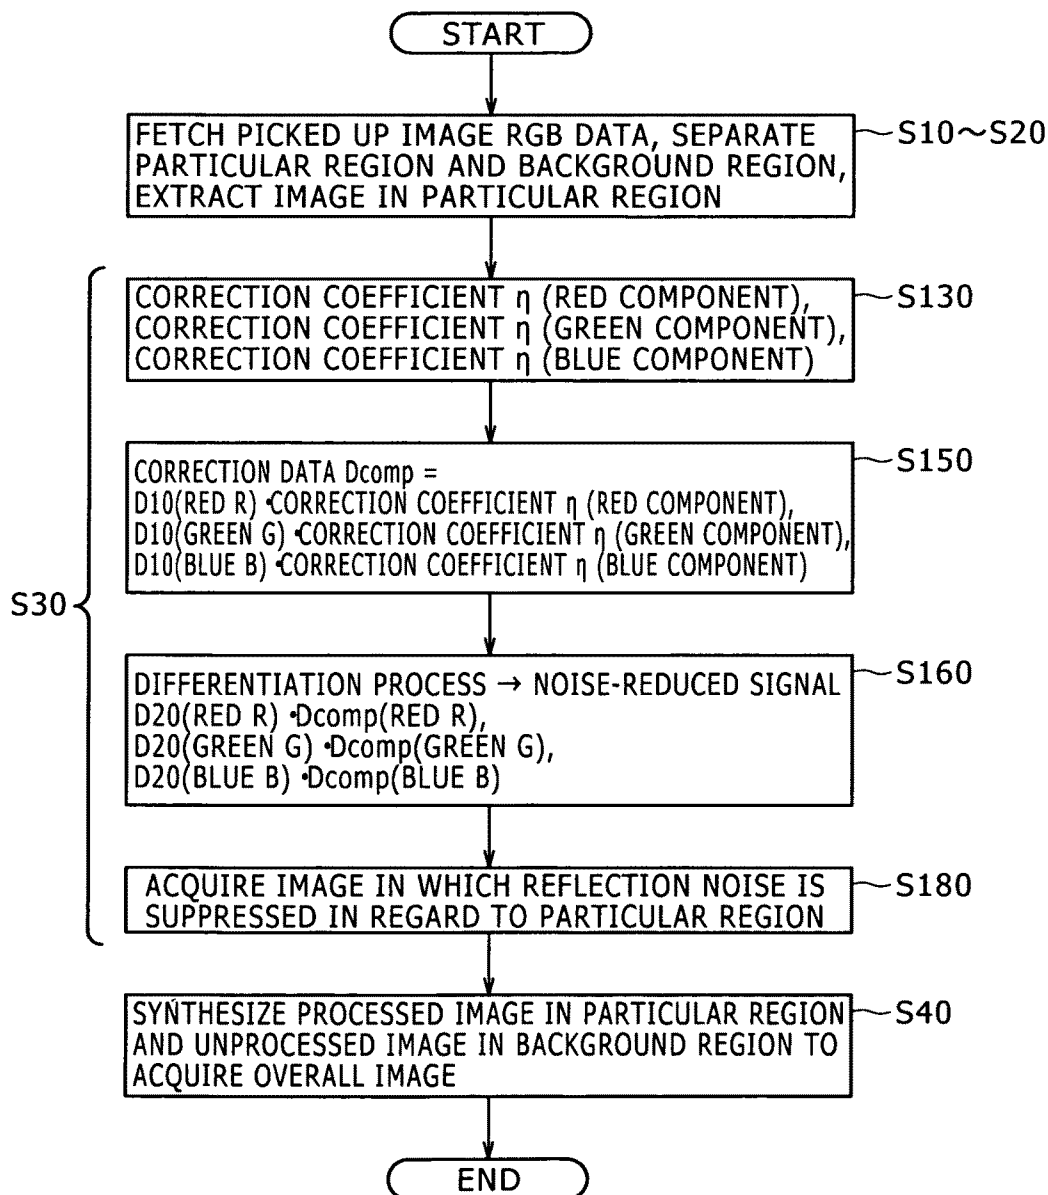 START
FETCH PICKED UP IMAGE RGB DATA, SEPARATE
PARTICULAR REGION AND BACKGROUND REGION,
EXTRACT IMAGE IN PARTICULAR REGION
S10~S20
CORRECTION COEFFICIENT η (RED COMPONENT),
CORRECTION COEFFICIENT η (GREEN COMPONENT),
CORRECTION COEFFICIENT η (BLUE COMPONENT)
S130
CORRECTION DATA Dcomp =
D10(RED R) •CORRECTION COEFFICIENT η (RED COMPONENT),
D10(GREEN G) •CORRECTION COEFFICIENT η (GREEN COMPONENT),
D10(BLUE B) •CORRECTION COEFFICIENT η (BLUE COMPONENT)
S150
S30
DIFFERENTIATION PROCESS → NOISE-REDUCED SIGNAL
D20(RED R) •Dcomp(RED R),
D20(GREEN G) •Dcomp(GREEN G),
D20(BLUE B) •Dcomp(BLUE B)
S160
ACQUIRE IMAGE IN WHICH REFLECTION NOISE IS
SUPPRESSED IN REGARD TO PARTICULAR REGION
S180
SYNTHESIZE PROCESSED IMAGE IN PARTICULAR REGION
AND UNPROCESSED IMAGE IN BACKGROUND REGION TO
ACQUIRE OVERALL IMAGE
S40
END